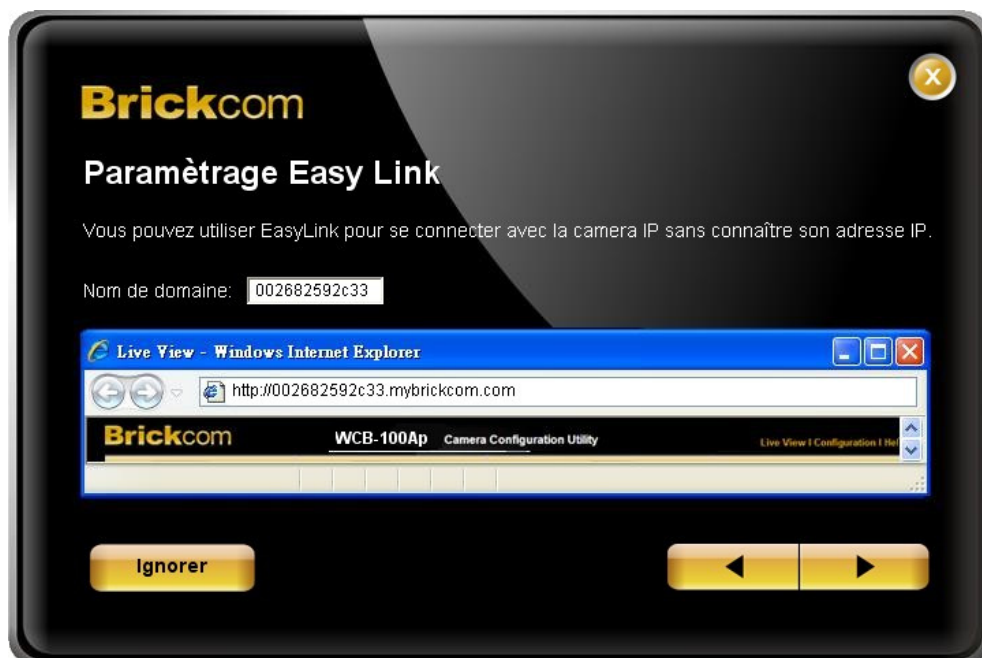 X
Brickcom
Paramètrage Easy Link
Vous pouvez utiliser EasyLink pour se connecter avec la camera IP sans connaître son adresse IP.
Nom de domaine: 002682592c33
Live View - Windows Internet Explorer
http://002682592c33.mybrickcom.com
Brickcom WCB-100Ap Camera Configuration Utility Live View | Configuration | Hel
Ignorer